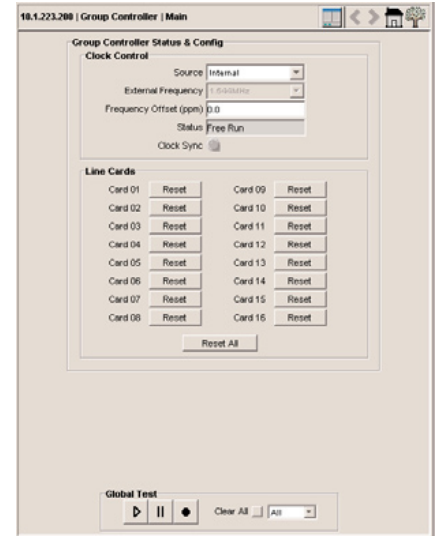 10.1.223.200 | Group Controller | Main
Group Controller Status & Config
Clock Control
Source Internal
External Frequency 1.544MHz
Frequency Offset (ppm) 0.0
Status Free Run
Clock Sync
Line Cards
Card 01 Reset Card 09 Reset
Card 02 Reset Card 10 Reset
Card 03 Reset Card 11 Reset
Card 04 Reset Card 12 Reset
Card 05 Reset Card 13 Reset
Card 06 Reset Card 14 Reset
Card 07 Reset Card 15 Reset
Card 08 Reset Card 16 Reset
Reset All
Global Test
Clear All All